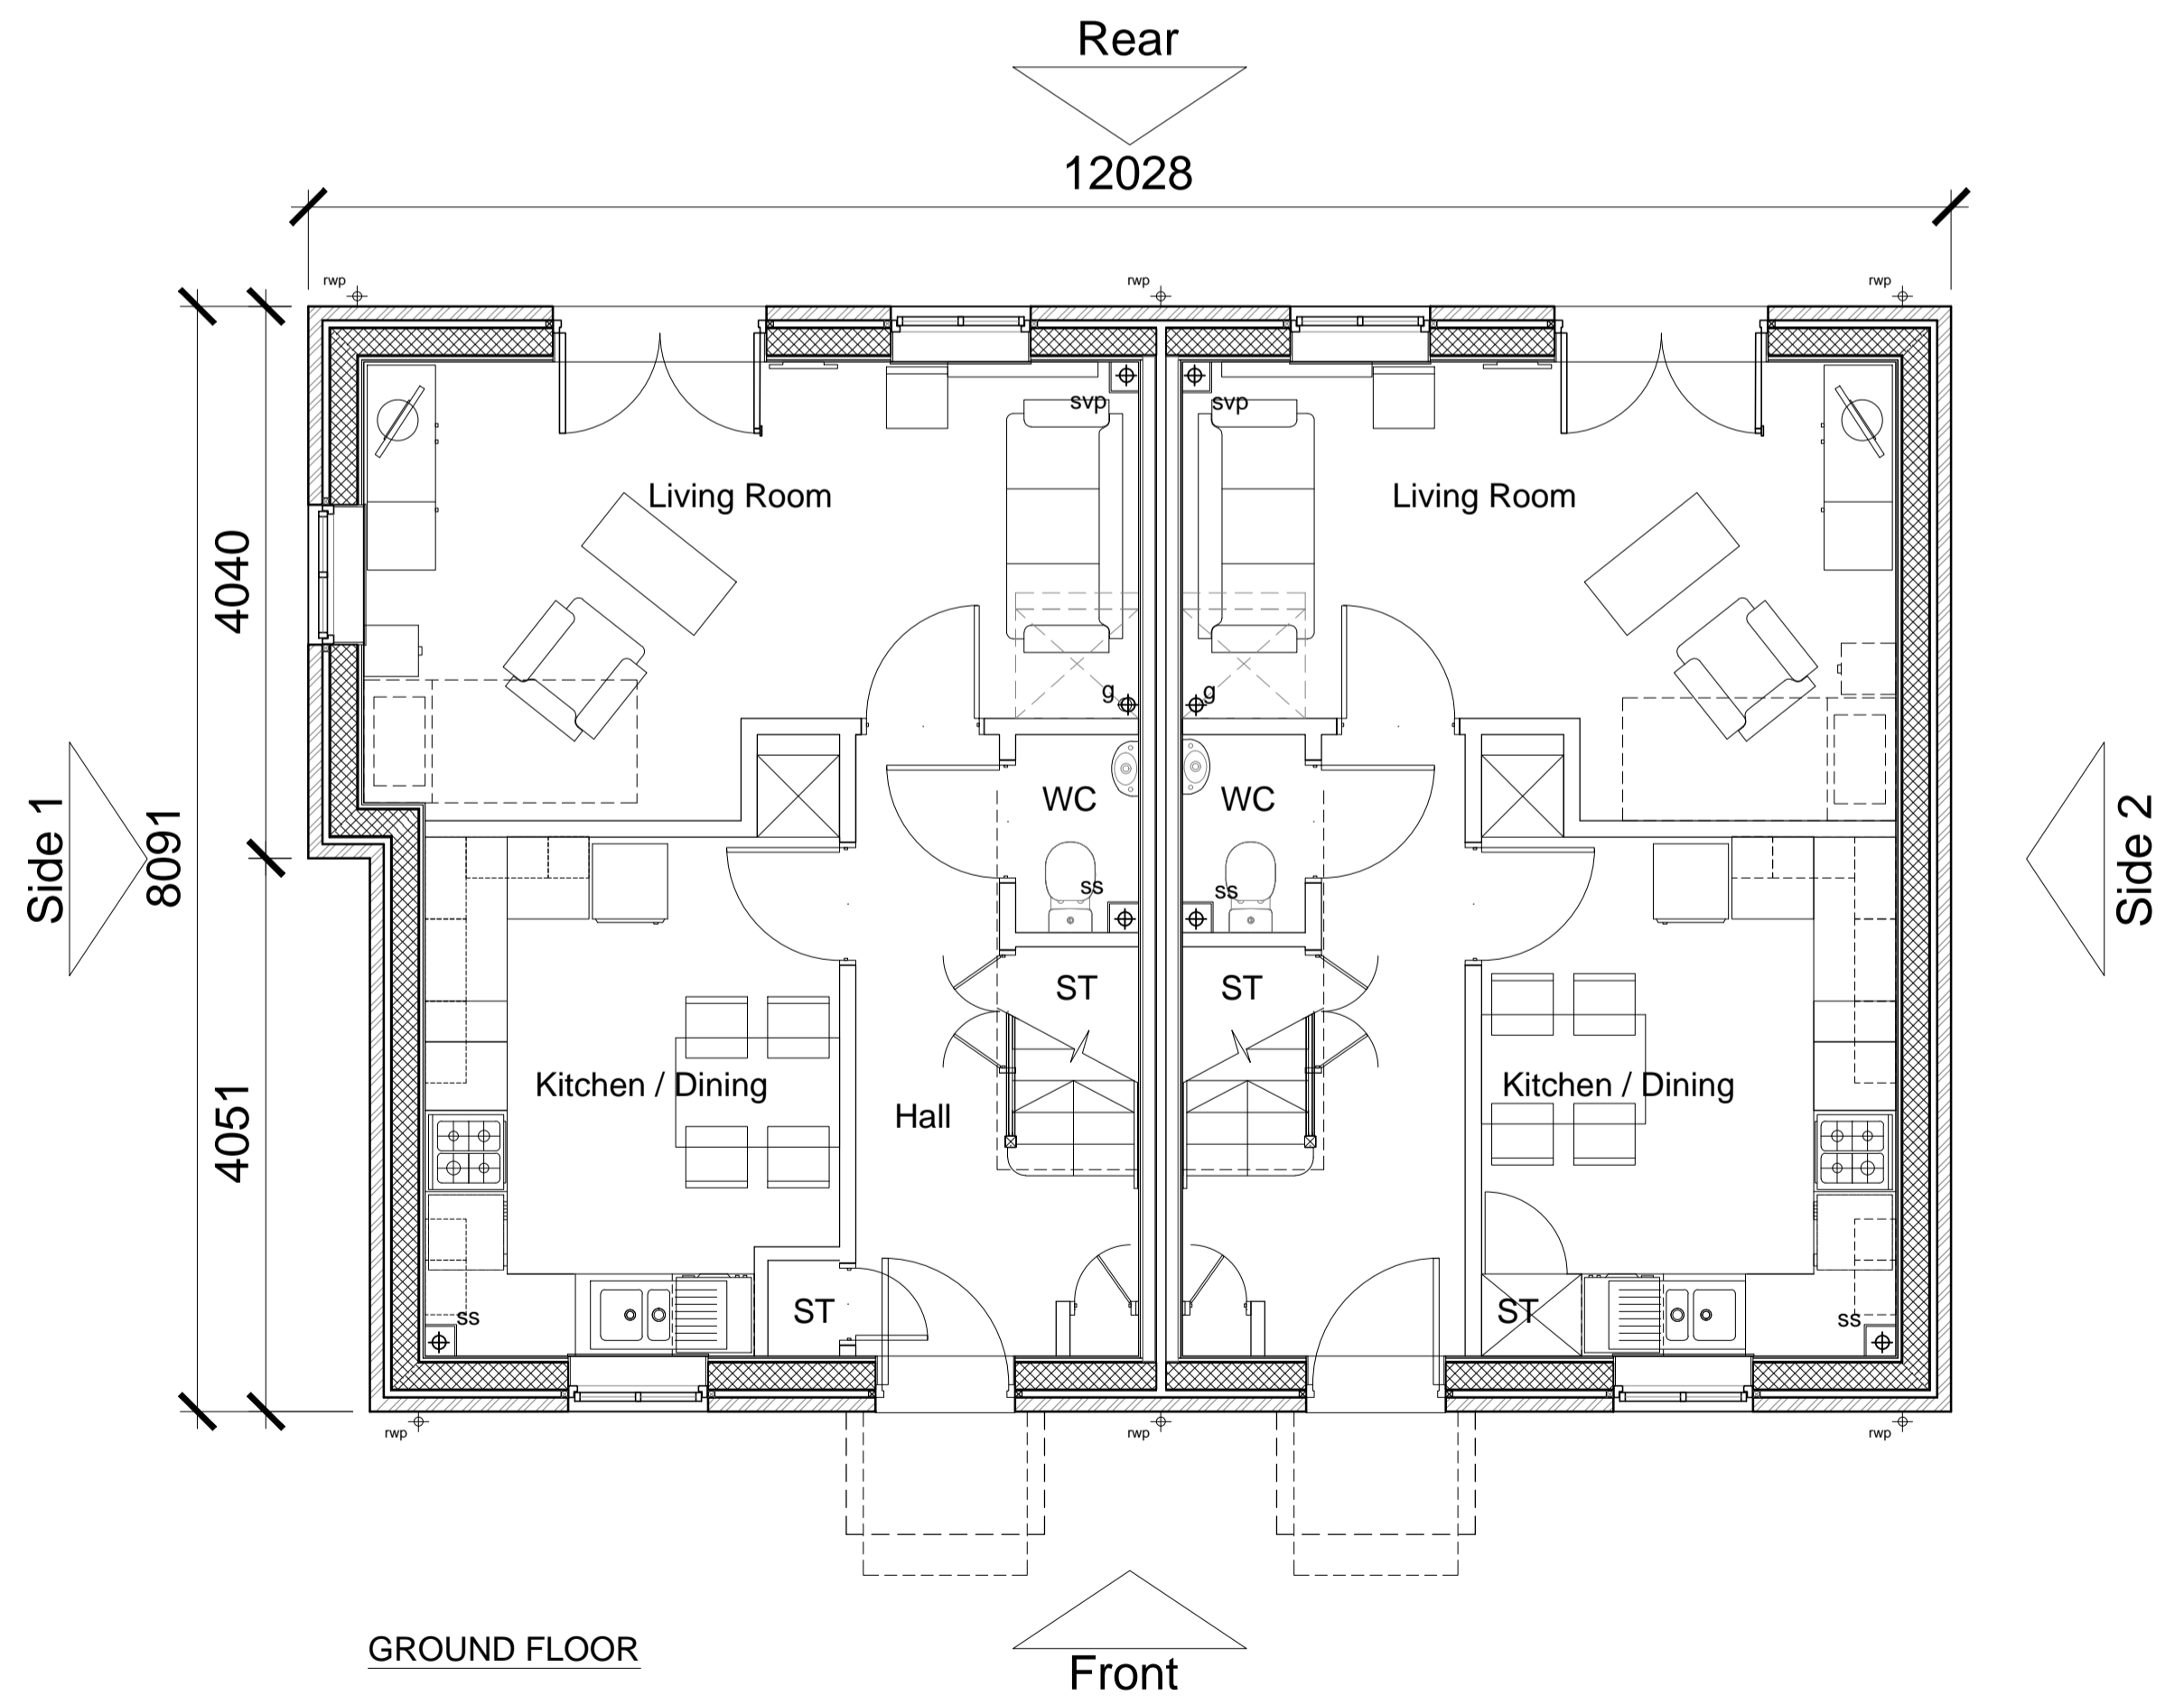 Rear
12028
rwp
rwp
rwp
svp
svp
Living Room
Living Room
4040
g
g
WC
WC
Side 1
8091
Side 2
ss
ss
ST
ST
Kitchen / Dining
Kitchen / Dining
Hall
4051
ST
ST
ss
ss
rwp
rwp
rwp
GROUND FLOOR
Front